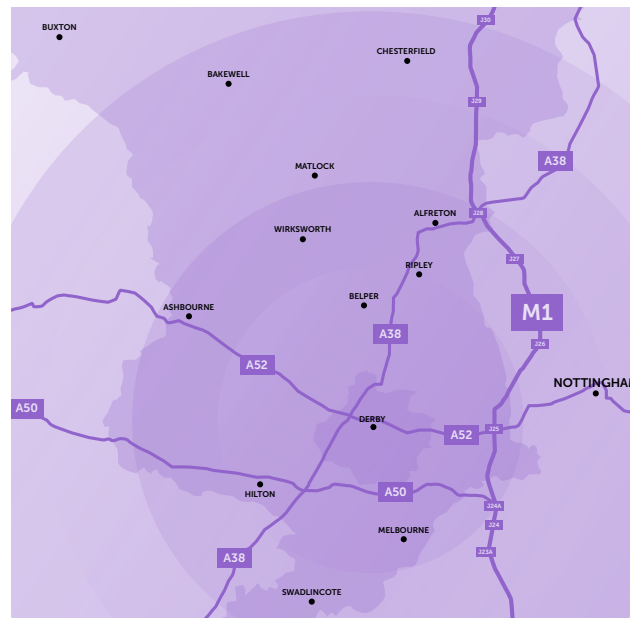 J30
BUXTON
CHESTERFIELD
BAKEWELL
J29
A38
MATLOCK
ALFRETON
J28
WIRKSWORTH
J27
RIPLEY
BELPER
ASHBOURNE
M1
A38
J26
A52
NOTTINGHA
A50
DERBY
A52
J25
HILTON
A50
J24A
J24
MELBOURNE
J23A
A38
SWADLINCOTE